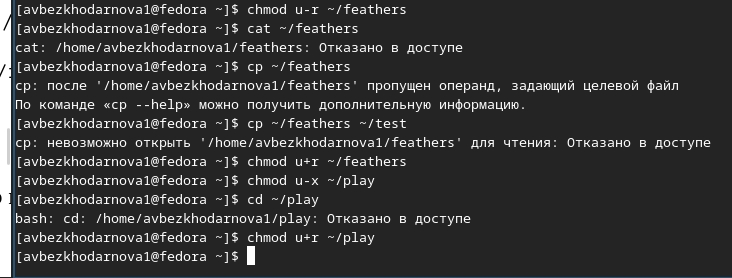 [avbezkhodarnova1@fedora ~]$ chmod u-r ~/feathers
[avbezkhodarnova1@fedora ~]$ cat ~/feathers
cat: /home/avbezkhodarnova1/feathers: Отказано в доступе
[avbezkhodarnova1@fedora ~]$ cp ~/feathers
cp: после '/home/avbezkhodarnova1/feathers' пропущен операнд, задающий целевой файл
По команде «cp --help» можно получить дополнительную информацию.
[avbezkhodarnova1@fedora ~]$ cp ~/feathers ~/test
cp: невозможно открыть '/home/avbezkhodarnova1/feathers' для чтения: Отказано в доступе
[avbezkhodarnova1@fedora ~]$ chmod u+r ~/feathers
[avbezkhodarnova1@fedora ~]$ chmod u-x ~/play
[avbezkhodarnova1@fedora ~]$ cd ~/play
bash: cd: /home/avbezkhodarnova1/play: Отказано в доступе
[avbezkhodarnova1@fedora ~]$ chmod u+r ~/play
[avbezkhodarnova1@fedora ~]$